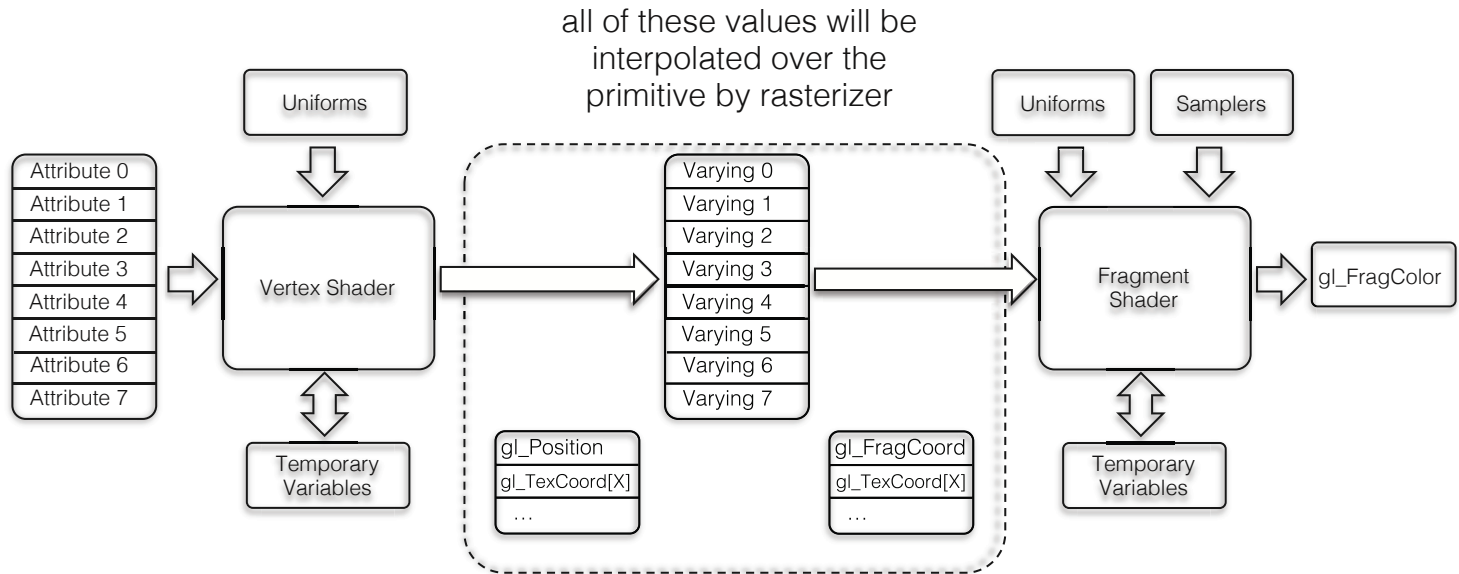 all of these values will be
interpolated over the
primitive by rasterizer
Uniforms
Uniforms
Samplers
Attribute 0
Attribute 1
Attribute 2
Attribute 3
Attribute 4
Attribute 5
Attribute 6
Attribute 7
Vertex Shader
Temporary
Variables
Varying 0
Varying 1
Varying 2
Varying 3
Varying 4
Varying 5
Varying 6
Varying 7
gl_Position
gl_TexCoord[X]
...
gl_FragCoord
gl_TexCoord[X]
...
Fragment
Shader
Temporary
Variables
gl_FragColor